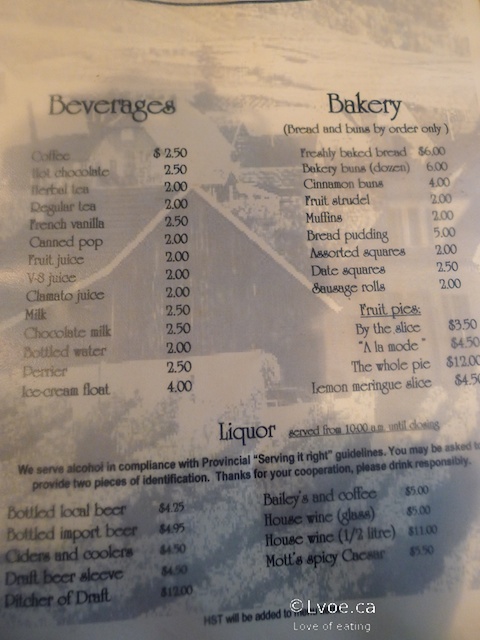 Beverages
Coffee $ 2.50
Hot chocolate 2.50
Herbal tea 2.00
Regular tea 2.00
French vanilla 2.50
Canned pop 2.00
Fruit juice 2.00
V-8 juice 2.00
Clamato juice 2.00
Milk 2.50
Chocolate milk 2.50
Bottled water 2.00
Perrier 2.50
Ice-cream float 4.00
Bakery
(Bread and buns by order only )
Freshly baked bread $6.00
Bakery buns (dozen) 6.00
Cinnamon buns 4.00
Fruit strudel 2.00
Muffins 2.00
Bread pudding 5.00
Assorted squares 2.00
Date squares 2.50
Sausage rolls 2.00
Fruit pies:
By the slice $3.50
"A la mode " $4.50
The whole pie $12.00
Lemon meringue slice $4.50
Liquor served from 10:00 a.m. until closing
We serve alcohol in compliance with Provincial "Serving it right" guidelines. You may be asked to
provide two pieces of identification. Thanks for your cooperation, please drink responsibly.
Bottled local beer $4.25
Bottled import beer $4.95
Ciders and coolers $4.50
Draft beer sleeve $4.50
Pitcher of Draft $12.00
Bailey's and coffee $5.00
House wine (glass) $5.00
House wine (1/2 litre) $11.00
Mott's spicy Caesar $5.50
HST will be added to
© Lvoe.ca
Love of eating